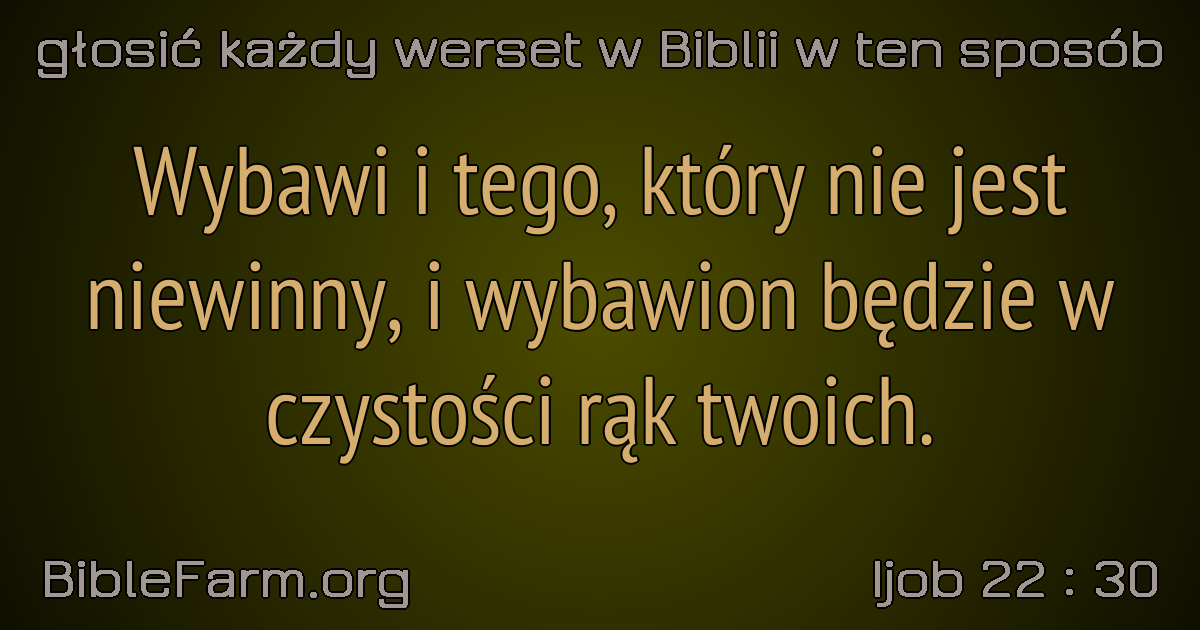 głosić każdy werset w Biblii w ten sposób
Wybawi i tego, który nie jest
niewinny, i wybawion będzie w
czystości rąk twoich.
BibleFarm.org
Ijob 22 : 30